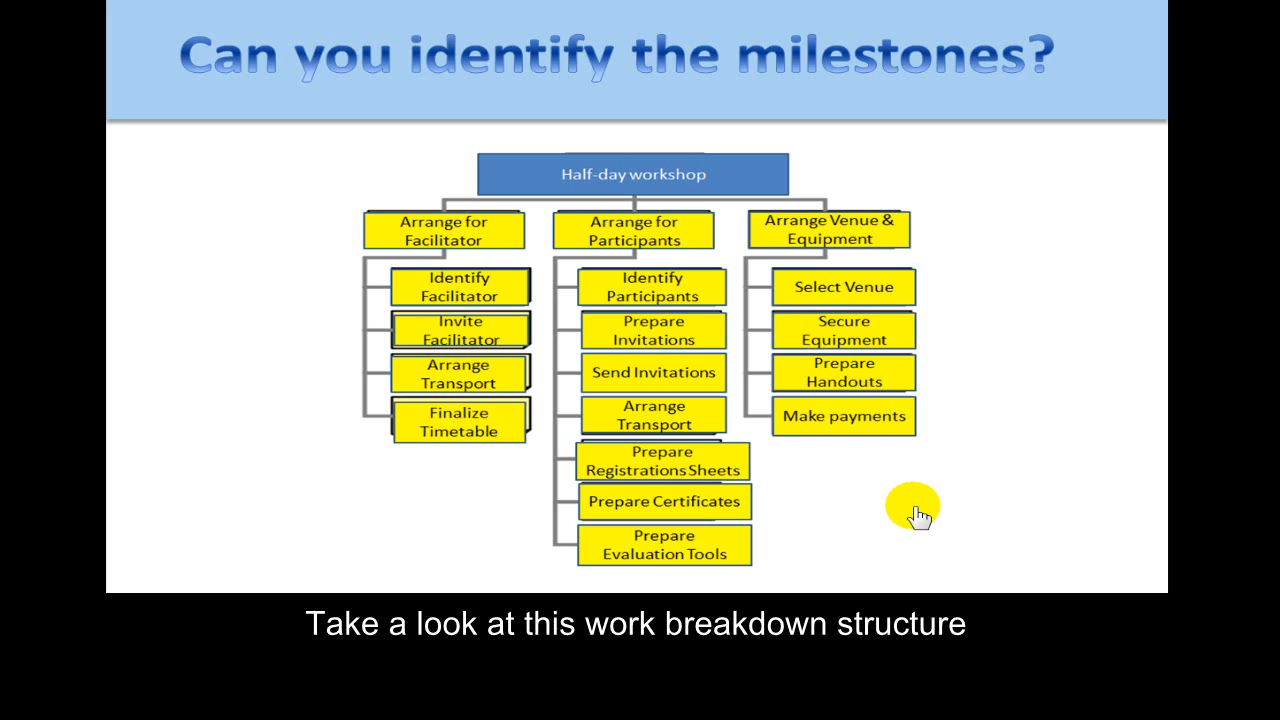 Can you identify the milestones?
Half-day workshop
Arrange for
Facilitator
Identify
Facilitator
Invite
Facilitator
Arrange
Transport
Finalize
Timetable
Arrange for
Participants
Identify
Participants
Prepare
Invitations
Send Invitations
Arrange
Transport
Prepare
Registrations Sheets
Prepare Certificates
Prepare
Evaluation Tools
Arrange Venue &
Equipment
Select Venue
Secure
Equipment
Prepare
Handouts
Make payments
Take a look at this work breakdown structure